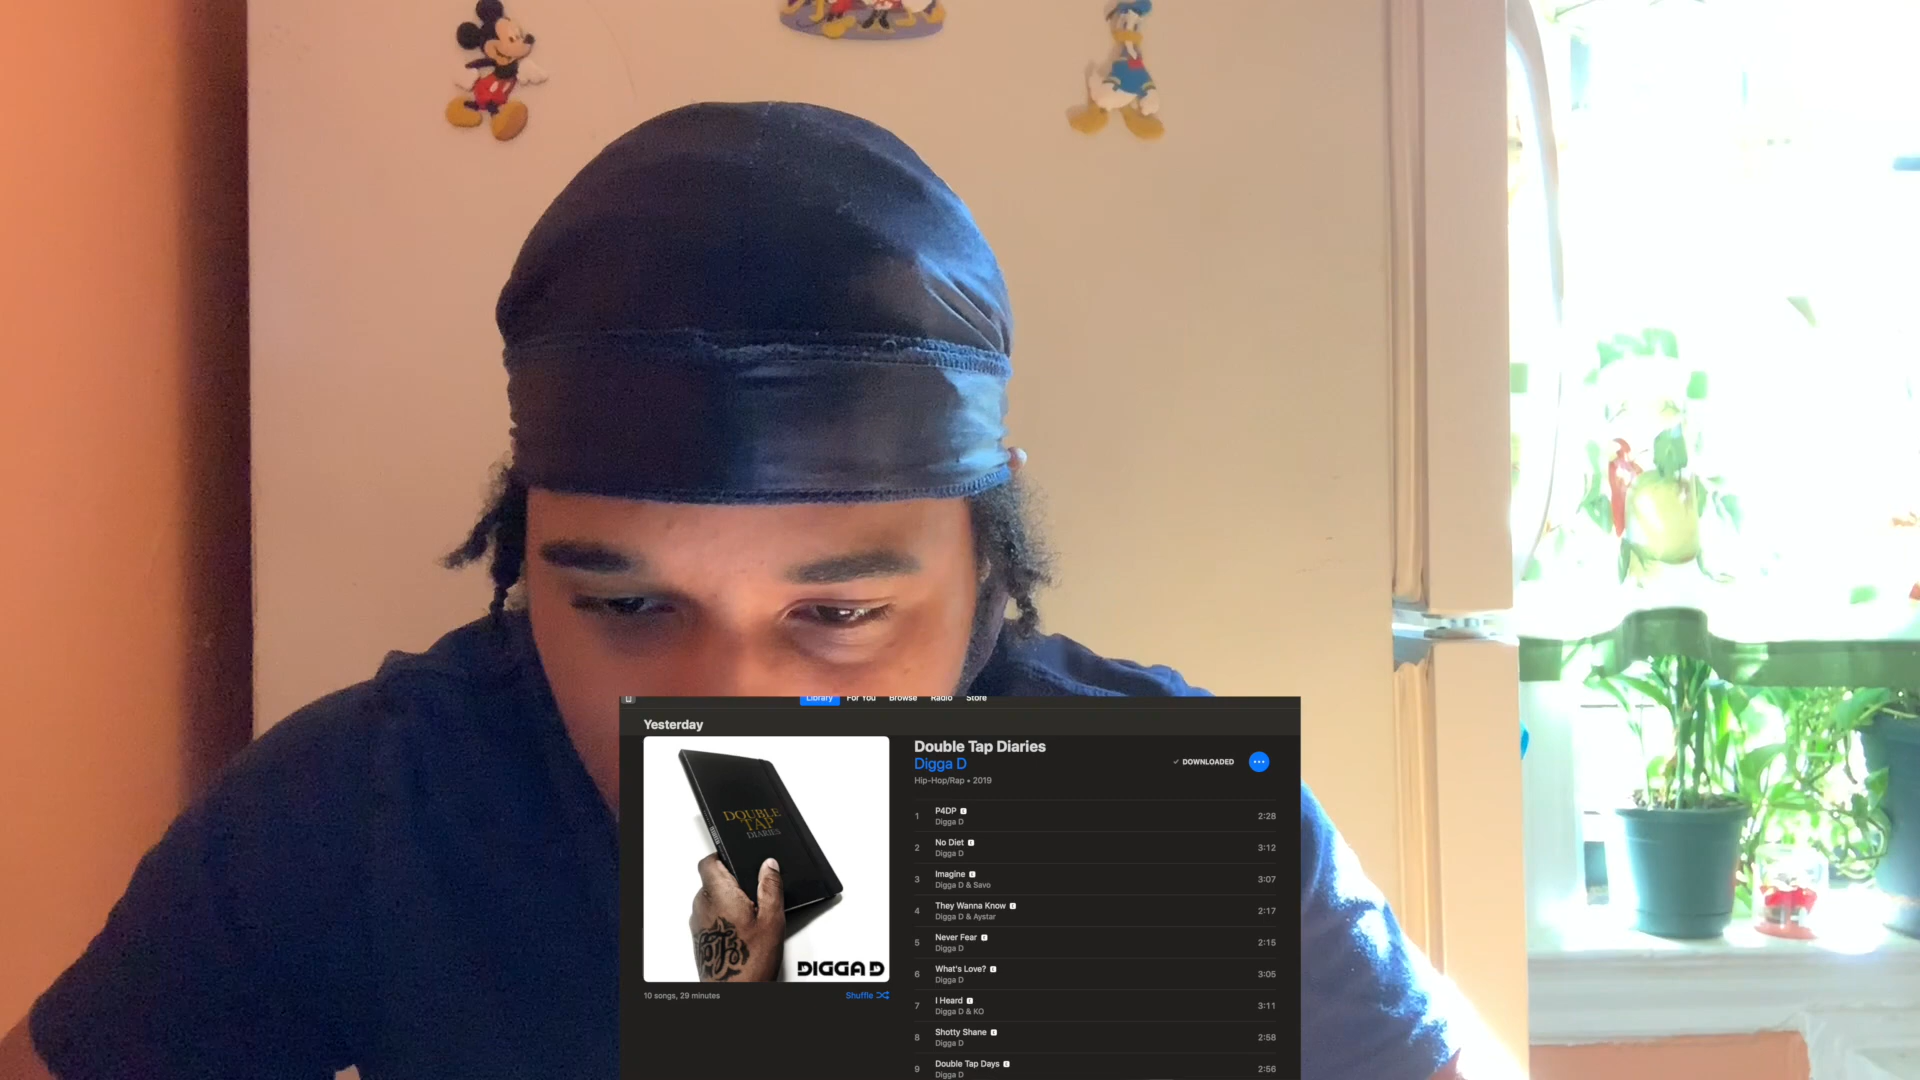 Library For You Browse Radio Store
Yesterday
DOUBLE
TAP
DIARIES
DIGGA D
10 songs, 29 minutes
Shuffle
Double Tap Diaries
Digga D
Hip-Hop/Rap • 2019
✓ DOWNLOADED
1 P4DP E 2:28
Digga D
2 No Diet E 3:12
Digga D
3 Imagine E 3:07
Digga D & Savo
4 They Wanna Know E 2:17
Digga D & Aystar
5 Never Fear E 2:15
Digga D
6 What's Love? E 3:05
Digga D
7 I Heard E 3:11
Digga D & KO
8 Shotty Shane E 2:58
Digga D
9 Double Tap Days E 2:56
Digga D